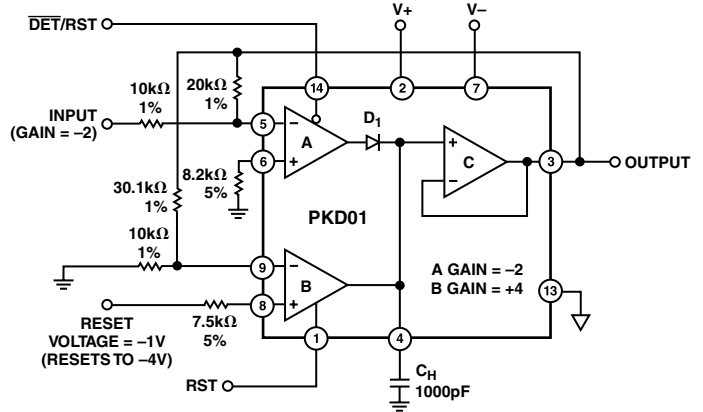 DET/RST
V+
V–
10kΩ
1%
20kΩ
1%
14
2
7
INPUT
(GAIN = –2)
5
–
A
D1
+
C
–
3
OUTPUT
6
+
8.2kΩ
5%
30.1kΩ
1%
PKD01
10kΩ
1%
9
–
B
A GAIN = –2
B GAIN = +4
13
8
+
RESET
VOLTAGE = –1V
(RESETS TO –4V)
7.5kΩ
5%
1
4
RST
CH
1000pF